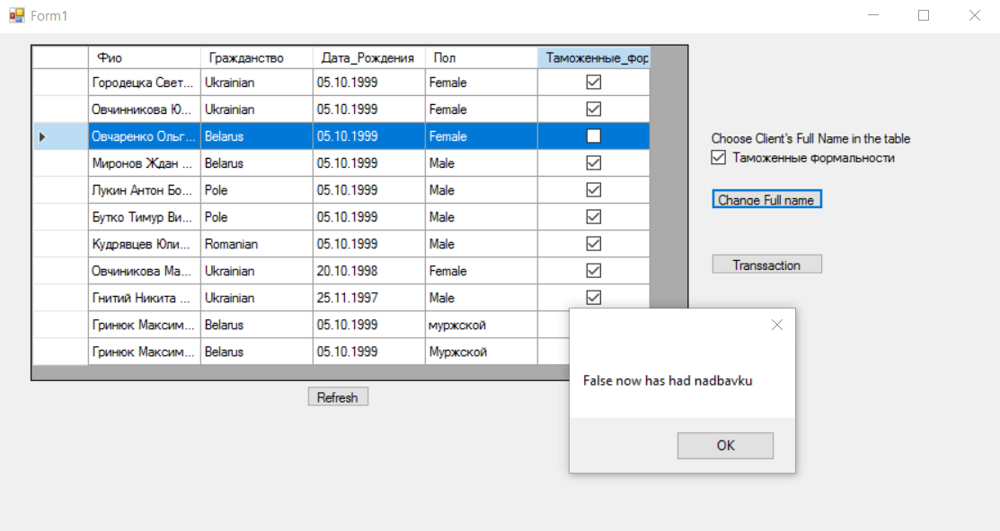 Form1
Фио Гражданство Дата_Рождения Пол Таможенные_фор
Городецка Свет... Ukrainian 05.10.1999 Female
Овчинникова Ю... Ukrainian 05.10.1999 Female
Овчаренко Ольг... Belarus 05.10.1999 Female
Миронов Ждан ... Belarus 05.10.1999 Male
Лукин Антон Бо... Pole 05.10.1999 Male
Бутко Тимур Ви... Pole 05.10.1999 Male
Кудрявцев Юли... Romanian 05.10.1999 Male
Овчиникова Ма... Ukrainian 20.10.1998 Female
Гнитий Никита ... Ukrainian 25.11.1997 Male
Гринюк Максим... Belarus 05.10.1999 муржской
Гринюк Максим... Belarus 05.10.1999 Муржской
Refresh
Choose Client's Full Name in the table
Таможенные формальности
Change Full name
Transsaction
False now has had nadbavku
OK